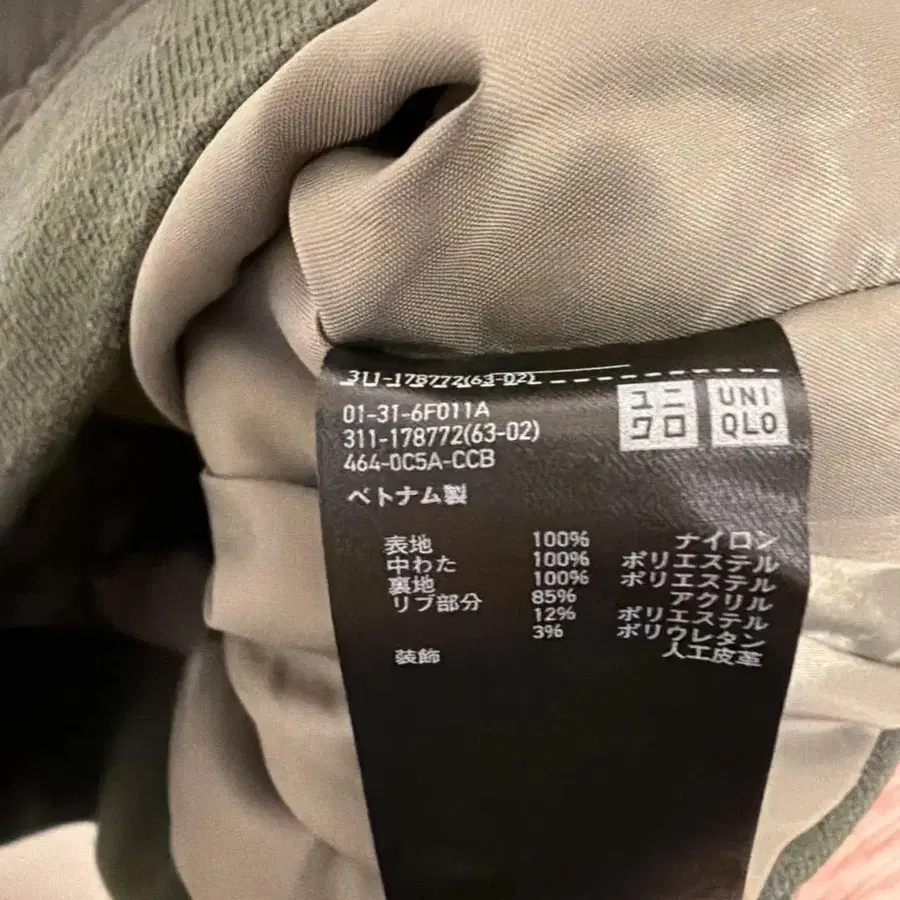 311-178772(63-02)
01-31-6F011A
311-178772(63-02)
464-0C5A-CCB
ベトナム製
ユニ
クロ
UNI
QLO
表地 100% ナイロン
中わた 100% ポリエステル
裏地 100% ポリエステル
リブ部分 85% アクリル
12% ポリエステル
3% ポリウレタン
装飾 人工皮革